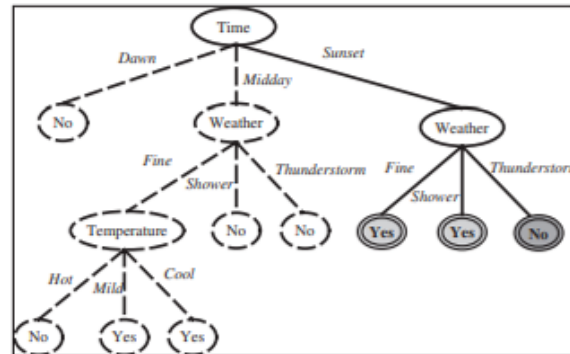 Time
Dawn
Midday
Sunset
No
Weather
Weather
Fine
Shower
Thunderstorm
Fine
Shower
Thunderstorm
Temperature
No
No
Yes
Yes
No
Hot
Mild
Cool
No
Yes
Yes